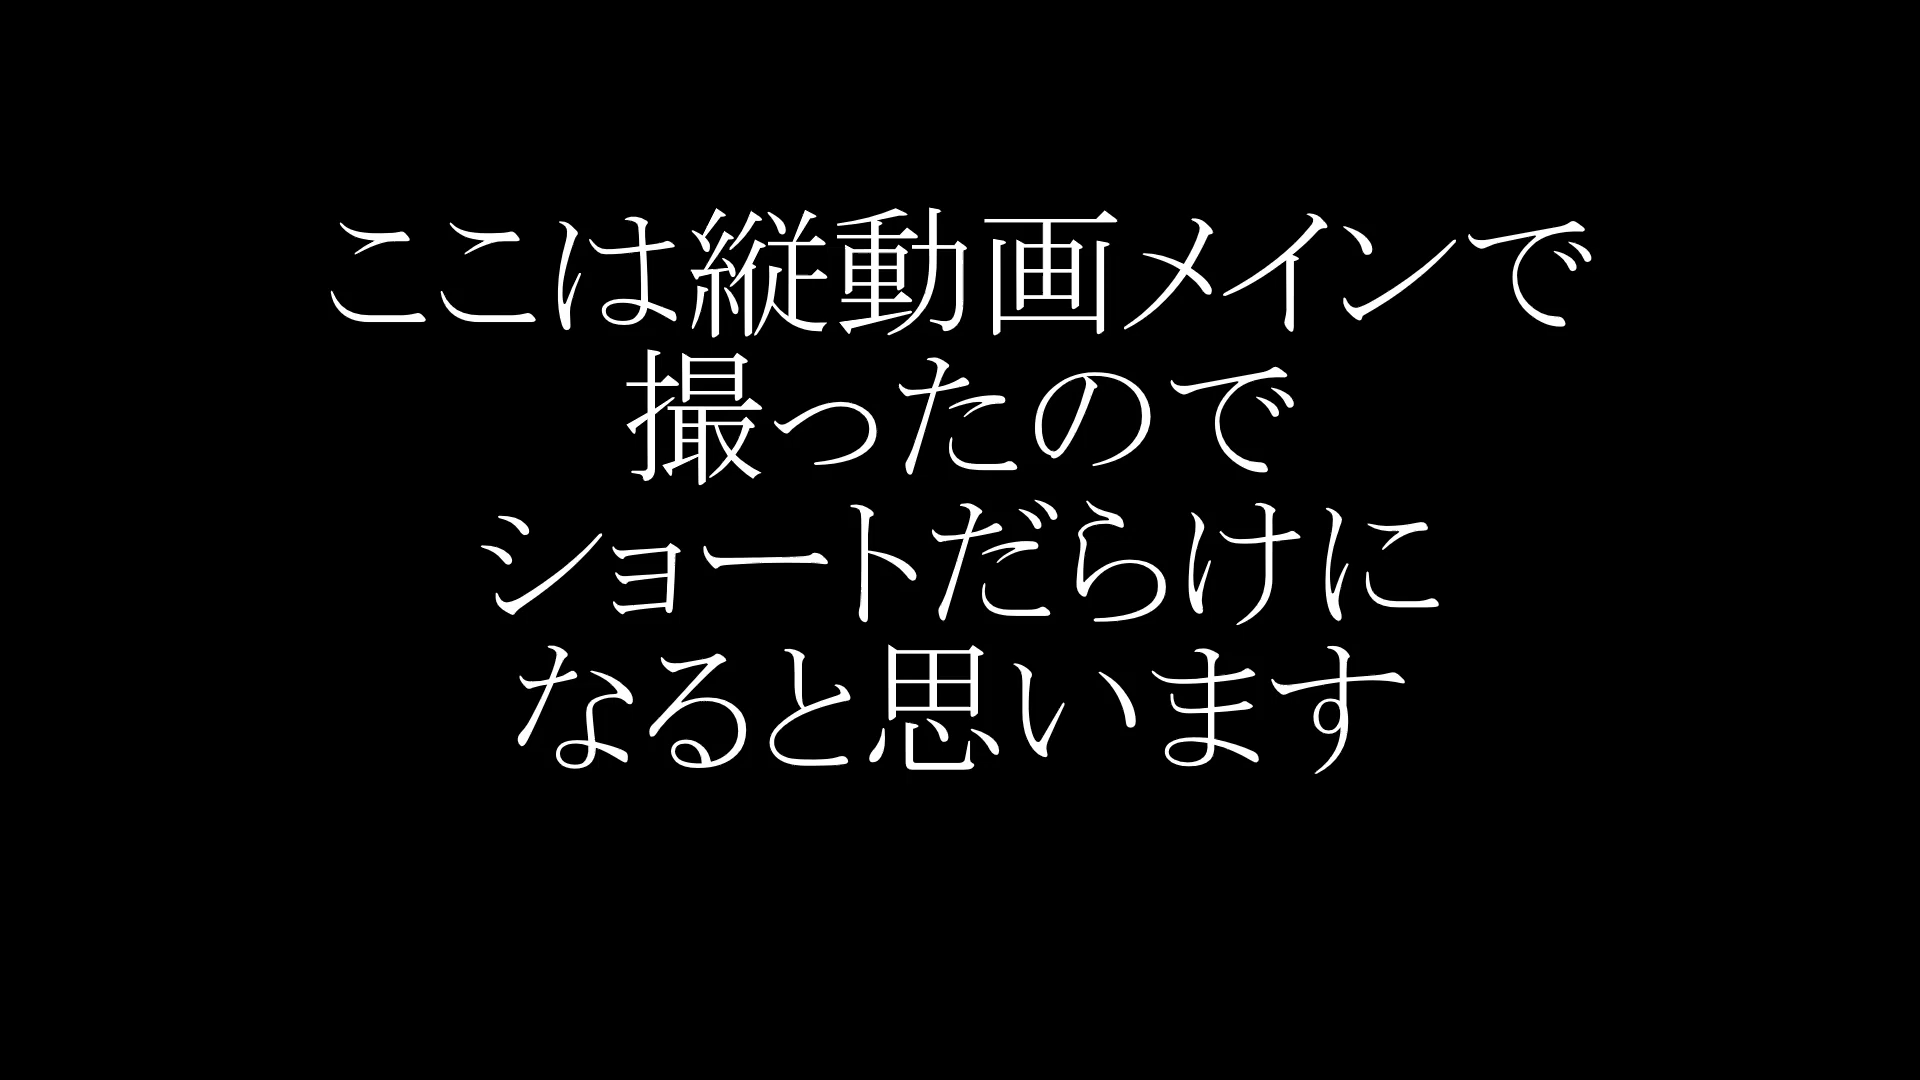 ここは縦動画メインで
撮ったので
ショートだらけに
なると思います